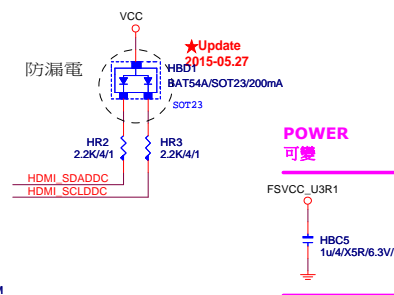 VCC
★Update
2015-05.27
防漏電
HBD1
BAT54A/SOT23/200mA
SOT23
HR2
2.2K/4/1
HR3
2.2K/4/1
HDMI_SDADDC
HDMI_SCLDDC
POWER
可變
FSVCC_U3R1
HBC5
1u/4/X5R/6.3V/